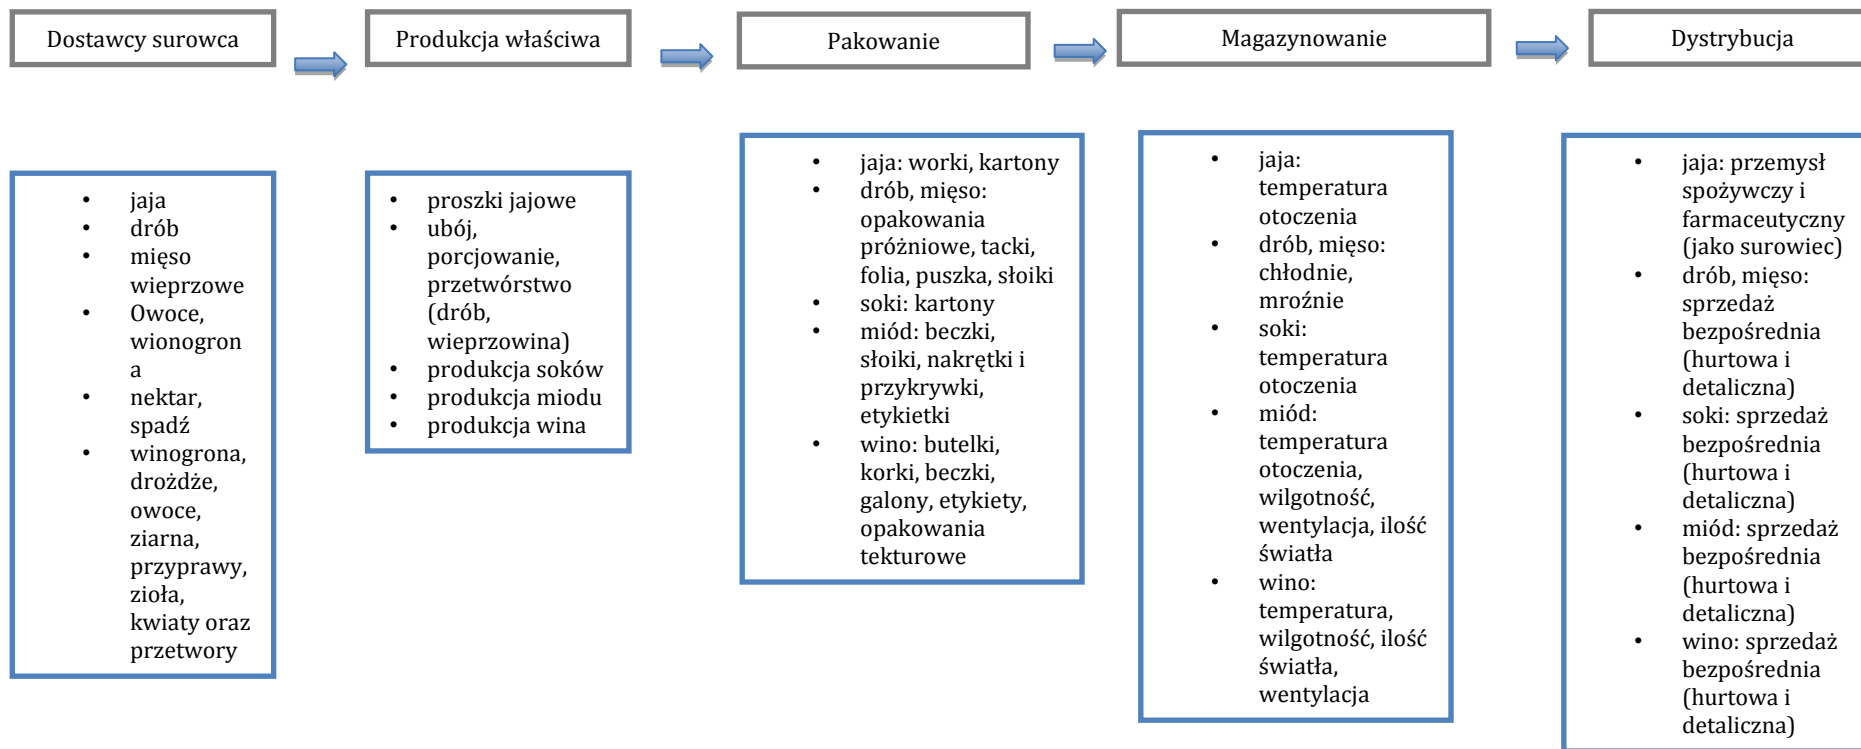 Dostawcy surowca
Produkcja właściwa
Pakowanie
Magazynowanie
Dystrybucja
• jaja
• drób
• mięso
wieprzowe
• Owoce,
wionogron
a
• nektar,
spadź
• winogrona,
drożdże,
owoce,
ziarna,
przyprawy,
zioła,
kwiaty oraz
przetwory
• proszki jajowe
• ubój,
porcjowanie,
przetwórstwo
(drób,
wieprzowina)
• produkcja soków
• produkcja miodu
• produkcja wina
• jaja: worki, kartony
• drób, mięso:
opakowania
próżniowe, tacki,
folia, puszka, słoiki
• soki: kartony
• miód: beczki,
słoiki, nakrętki i
przykrywki,
etykietki
• wino: butelki,
korki, beczki,
galony, etykiety,
opakowania
tekturowe
• jaja:
temperatura
otoczenia
• drób, mięso:
chłodnie,
mroźnie
• soki:
temperatura
otoczenia
• miód:
temperatura
otoczenia,
wilgotność,
wentylacja, ilość
światła
• wino:
temperatura,
wilgotność, ilość
światła,
wentylacja
• jaja: przemysł
spożywczy i
farmaceutyczny
(jako surowiec)
• drób, mięso:
sprzedaż
bezpośrednia
(hurtowa i
detaliczna)
• soki: sprzedaż
bezpośrednia
(hurtowa i
detaliczna)
• miód: sprzedaż
bezpośrednia
(hurtowa i
detaliczna)
• wino: sprzedaż
bezpośrednia
(hurtowa i
detaliczna)